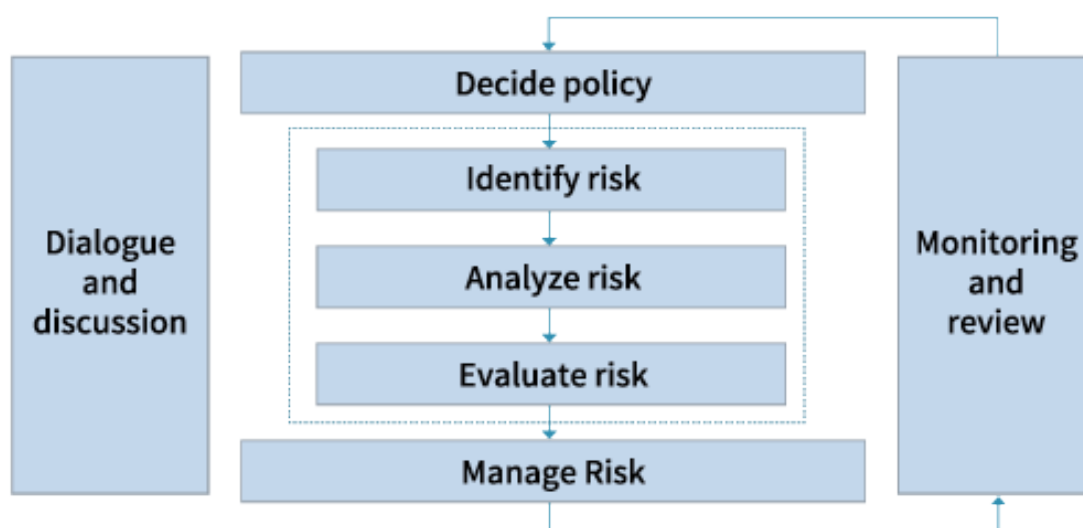 Decide policy
Identify risk
Analyze risk
Evaluate risk
Manage Risk
Dialogue
and
discussion
Monitoring
and
review